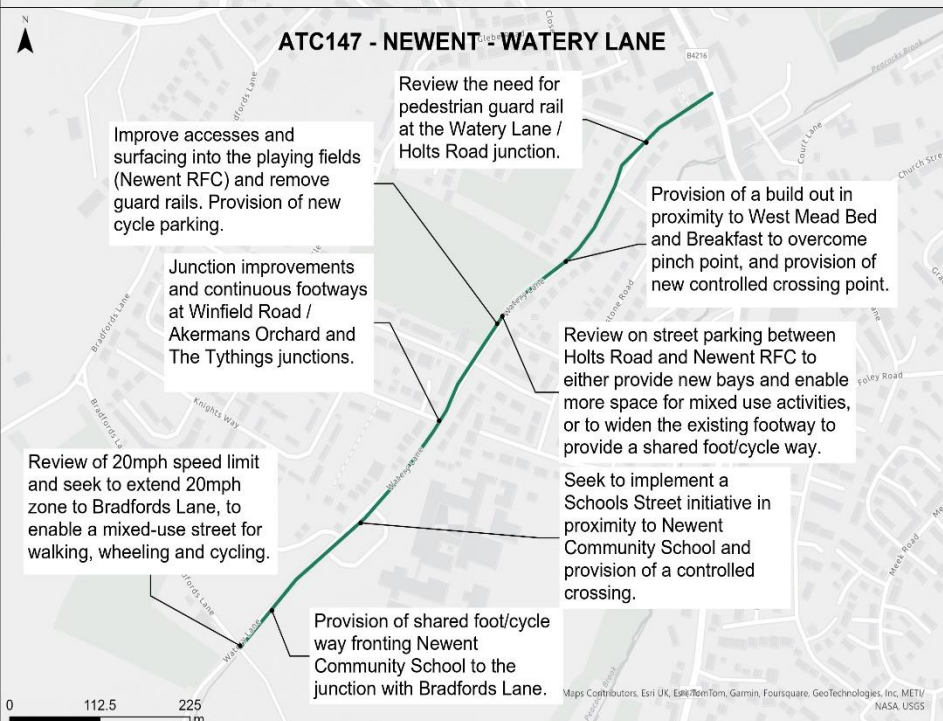 N
ATC147 - NEWENT - WATERY LANE
B4216
Peacocks Brook
Review the need for
pedestrian guard rail
at the Watery Lane /
Holts Road junction.
Improve accesses and
surfacing into the playing fields
(Newent RFC) and remove
guard rails. Provision of new
cycle parking.
Court Lane
Provision of a build out in
proximity to West Mead Bed
and Breakfast to overcome
pinch point, and provision of
new controlled crossing point.
Junction improvements
and continuous footways
at Winfield Road /
Akermans Orchard and
The Tythings junctions.
Watery Lane
Bradfords Lane
Review on street parking between
Holts Road and Newent RFC to
either provide new bays and enable
more space for mixed use activities,
or to widen the existing footway to
provide a shared foot/cycle way.
Foley Road
Knights Way
Watery Lane
Review of 20mph speed limit
and seek to extend 20mph
zone to Bradfords Lane, to
enable a mixed-use street for
walking, wheeling and cycling.
Seek to implement a
Schools Street initiative in
proximity to Newent
Community School and
provision of a controlled
crossing.
Meek Road
Provision of shared foot/cycle
way fronting Newent
Community School to the
junction with Bradfords Lane.
Watery Lane
0 112.5 225
m
Maps Contributors, Esri UK, Esri, TomTom, Garmin, Foursquare, GeoTechnologies, Inc, METI/
NASA, USGS